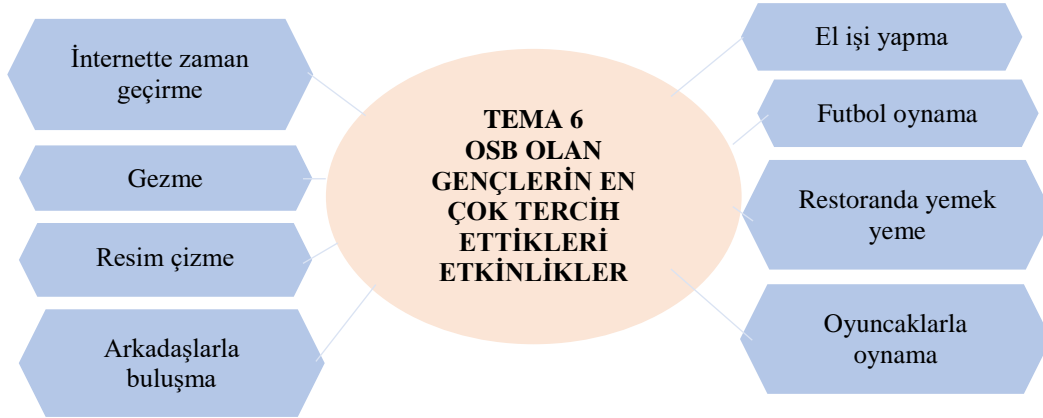 İnternette zaman
geçirme
Gezme
Resim çizme
Arkadaşlarla
buluşma
TEMA 6
OSB OLAN
GENÇLERİN EN
ÇOK TERCİH
ETTİKLERİ
ETKİNLİKLER
El işi yapma
Futbol oynama
Restoranda yemek
yeme
Oyuncaklarla
oynama